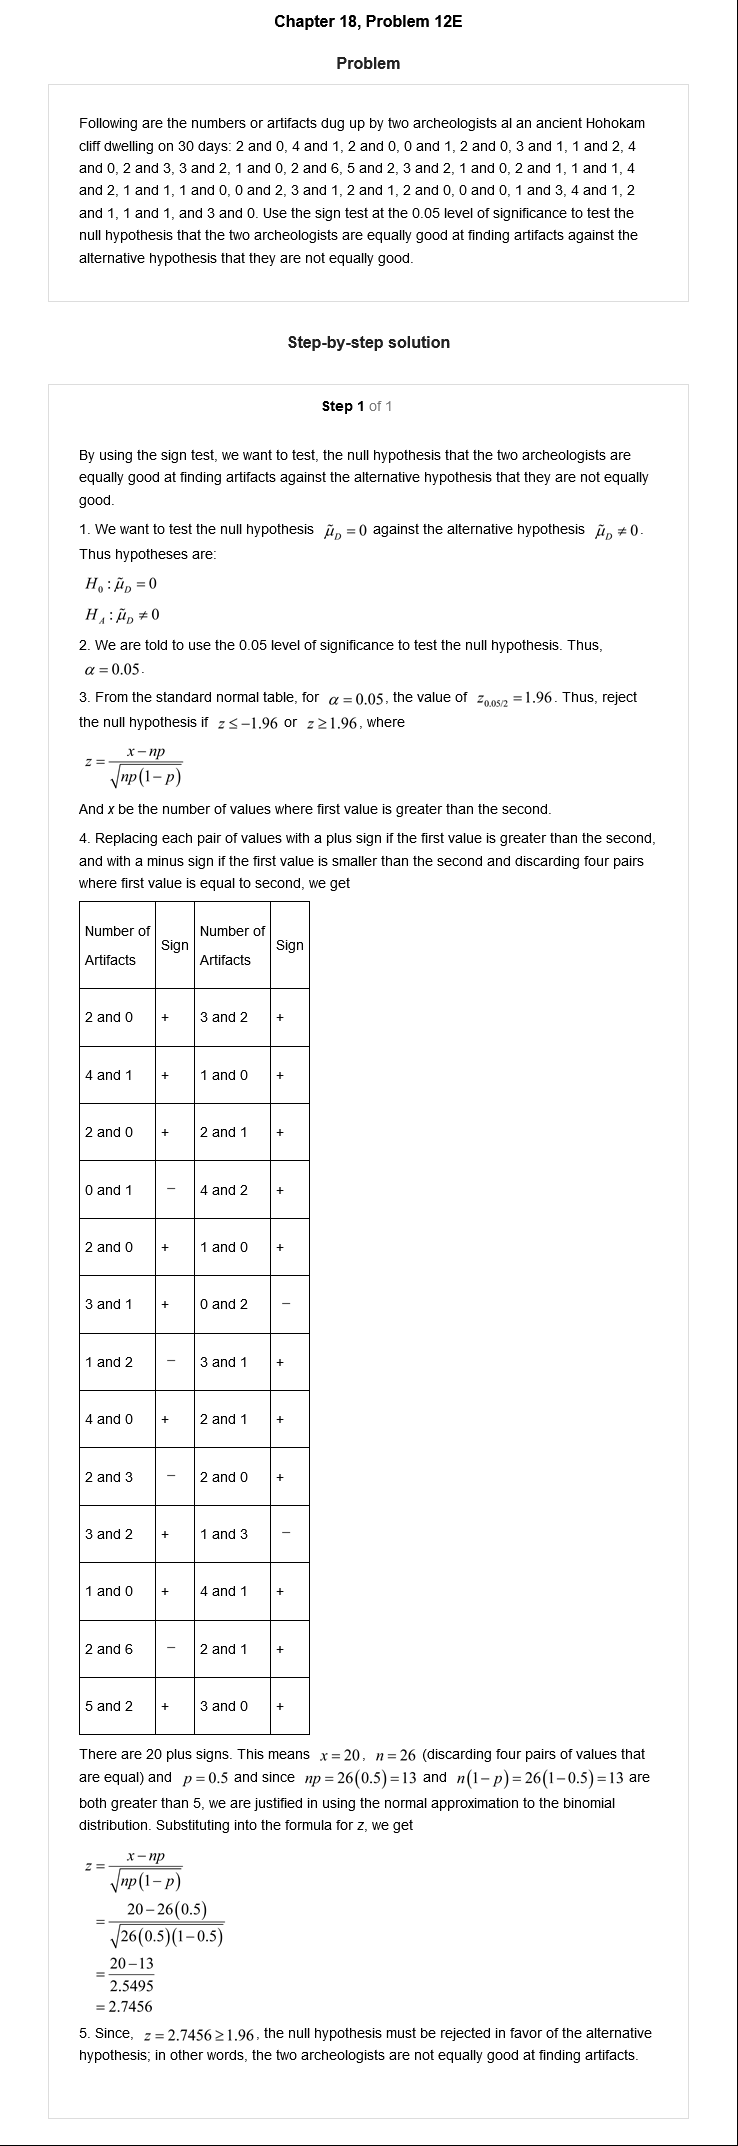 Chapter 18, Problem 12E
Problem
Following are the numbers or artifacts dug up by two archeologists al an ancient Hohokam
cliff dwelling on 30 days: 2 and 0, 4 and 1, 2 and 0, 0 and 1, 2 and 0, 3 and 1, 1 and 2, 4
and 0, 2 and 3, 3 and 2, 1 and 0, 2 and 6, 5 and 2, 3 and 2, 1 and 0, 2 and 1, 1 and 1, 4
and 2, 1 and 1, 1 and 0, 0 and 2, 3 and 1, 2 and 1, 2 and 0, 0 and 0, 1 and 3, 4 and 1, 2
and 1, 1 and 1, and 3 and 0. Use the sign test at the 0.05 level of significance to test the
null hypothesis that the two archeologists are equally good at finding artifacts against the
alternative hypothesis that they are not equally good.
Step-by-step solution
Step 1 of 1
By using the sign test, we want to test, the null hypothesis that the two archeologists are
equally good at finding artifacts against the alternative hypothesis that they are not equally
good.
1. We want to test the null hypothesis μ̃_D = 0 against the alternative hypothesis μ̃_D ≠ 0.
Thus hypotheses are:
H₀ : μ̃_D = 0
H_A : μ̃_D ≠ 0
2. We are told to use the 0.05 level of significance to test the null hypothesis. Thus,
α = 0.05.
3. From the standard normal table, for α = 0.05, the value of z_0.05/2 = 1.96. Thus, reject
the null hypothesis if z ≤ −1.96 or z ≥ 1.96, where
z = (x − np) / √(np(1 − p))
And x be the number of values where first value is greater than the second.
4. Replacing each pair of values with a plus sign if the first value is greater than the second,
and with a minus sign if the first value is smaller than the second and discarding four pairs
where first value is equal to second, we get
Number of Artifacts Sign Number of Artifacts Sign
2 and 0 + 3 and 2 +
4 and 1 + 1 and 0 +
2 and 0 + 2 and 1 +
0 and 1 − 4 and 2 +
2 and 0 + 1 and 0 +
3 and 1 + 0 and 2 −
1 and 2 − 3 and 1 +
4 and 0 + 2 and 1 +
2 and 3 − 2 and 0 +
3 and 2 + 1 and 3 −
1 and 0 + 4 and 1 +
2 and 6 − 2 and 1 +
5 and 2 + 3 and 0 +
There are 20 plus signs. This means x = 20, n = 26 (discarding four pairs of values that
are equal) and p = 0.5 and since np = 26(0.5) = 13 and n(1 − p) = 26(1 − 0.5) = 13 are
both greater than 5, we are justified in using the normal approximation to the binomial
distribution. Substituting into the formula for z, we get
z = (x − np) / √(np(1 − p))
= (20 − 26(0.5)) / √(26(0.5)(1 − 0.5))
= (20 − 13) / 2.5495
= 2.7456
5. Since, z = 2.7456 ≥ 1.96, the null hypothesis must be rejected in favor of the alternative
hypothesis; in other words, the two archeologists are not equally good at finding artifacts.